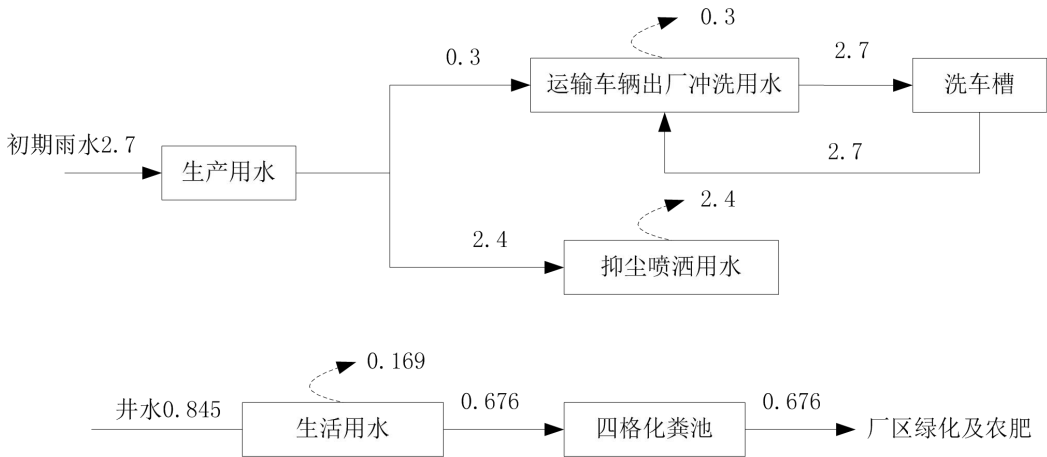 0.3
0.3
2.7
运输车辆出厂冲洗用水
洗车槽
初期雨水2.7
2.7
生产用水
2.4
2.4
抑尘喷洒用水
0.169
井水0.845
0.676
0.676
生活用水
四格化粪池
厂区绿化及农肥